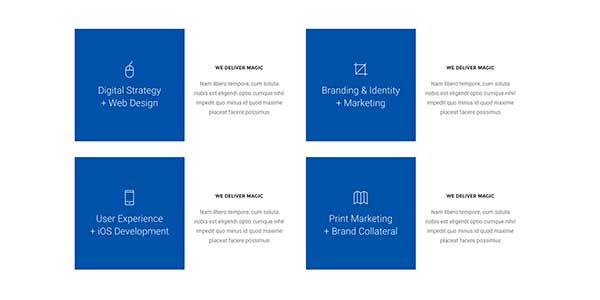 Digital Strategy
+ Web Design
WE DELIVER MAGIC
Nam libero tempore, cum soluta
nobis est eligendi optio cumque nihil
impedit quo minus id quod maxime
placeat facere possimus
Branding & Identity
+ Marketing
WE DELIVER MAGIC
Nam libero tempore, cum soluta
nobis est eligendi optio cumque nihil
impedit quo minus id quod maxime
placeat facere possimus
User Experience
+ iOS Development
WE DELIVER MAGIC
Nam libero tempore, cum soluta
nobis est eligendi optio cumque nihil
impedit quo minus id quod maxime
placeat facere possimus
Print Marketing
+ Brand Collateral
WE DELIVER MAGIC
Nam libero tempore, cum soluta
nobis est eligendi optio cumque nihil
impedit quo minus id quod maxime
placeat facere possimus